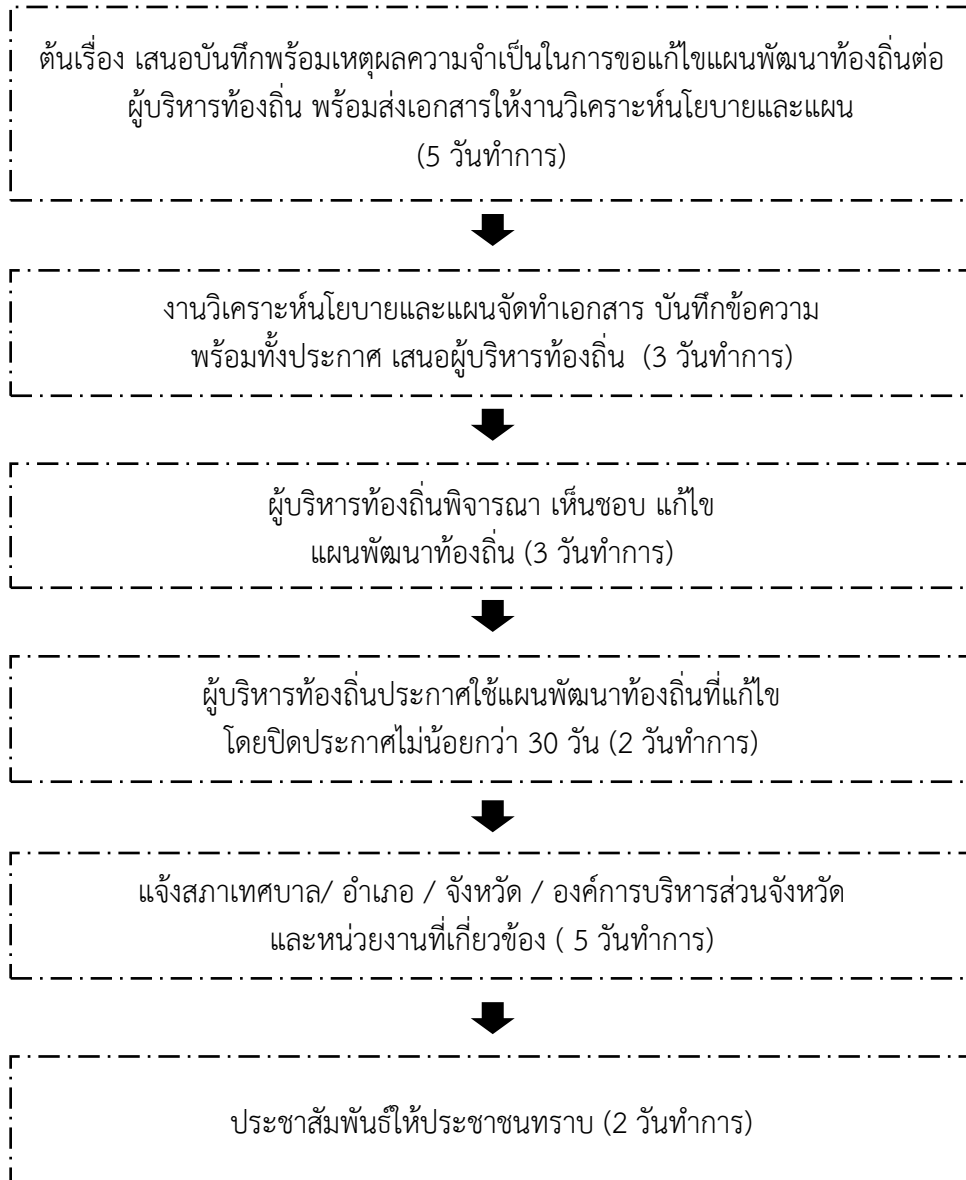 ต้นเรื่อง เสนอบันทึกพร้อมเหตุผลความจำเป็นในการขอแก้ไขแผนพัฒนาท้องถิ่นต่อ
ผู้บริหารท้องถิ่น พร้อมส่งเอกสารให้งานวิเคราะห์นโยบายและแผน
(5 วันทำการ)
งานวิเคราะห์นโยบายและแผนจัดทำเอกสาร บันทึกข้อความ
พร้อมทั้งประกาศ เสนอผู้บริหารท้องถิ่น (3 วันทำการ)
ผู้บริหารท้องถิ่นพิจารณา เห็นชอบ แก้ไข
แผนพัฒนาท้องถิ่น (3 วันทำการ)
ผู้บริหารท้องถิ่นประกาศใช้แผนพัฒนาท้องถิ่นที่แก้ไข
โดยปิดประกาศไม่น้อยกว่า 30 วัน (2 วันทำการ)
แจ้งสภาเทศบาล/ อำเภอ / จังหวัด / องค์การบริหารส่วนจังหวัด
และหน่วยงานที่เกี่ยวข้อง ( 5 วันทำการ)
ประชาสัมพันธ์ให้ประชาชนทราบ (2 วันทำการ)